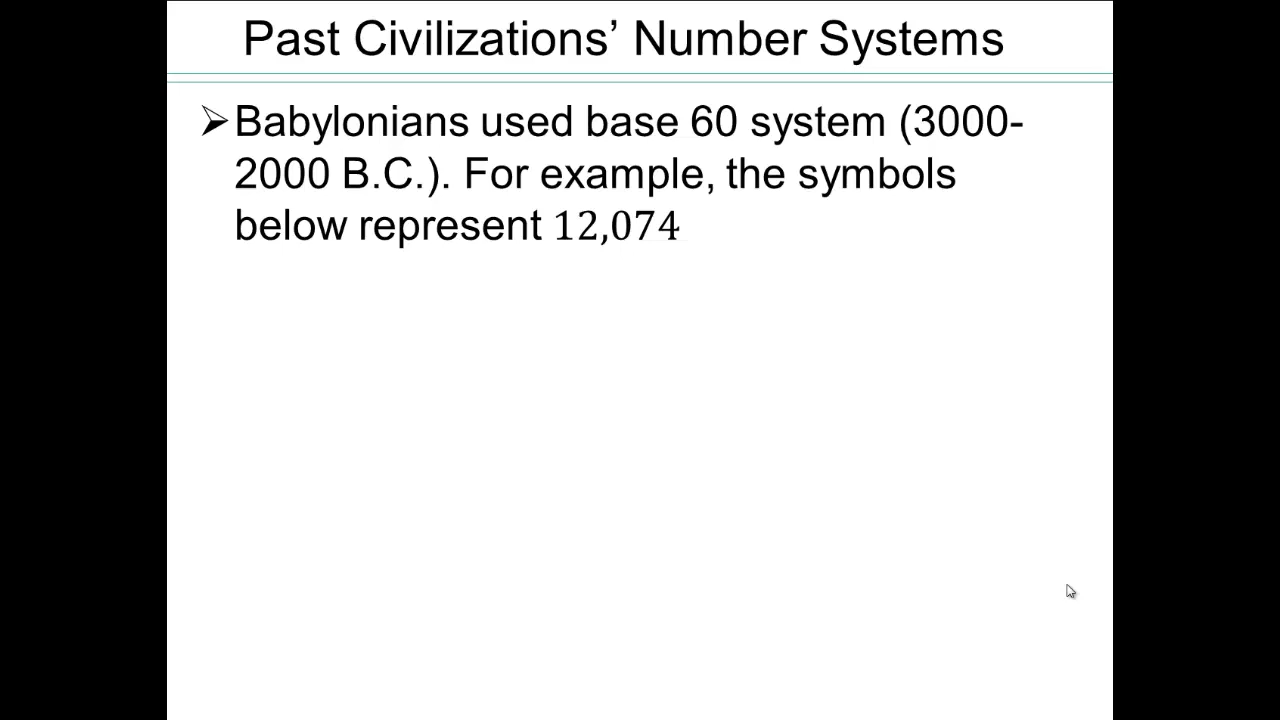 Past Civilizations’ Number Systems
➢Babylonians used base 60 system (3000-
2000 B.C.). For example, the symbols
below represent 12,074